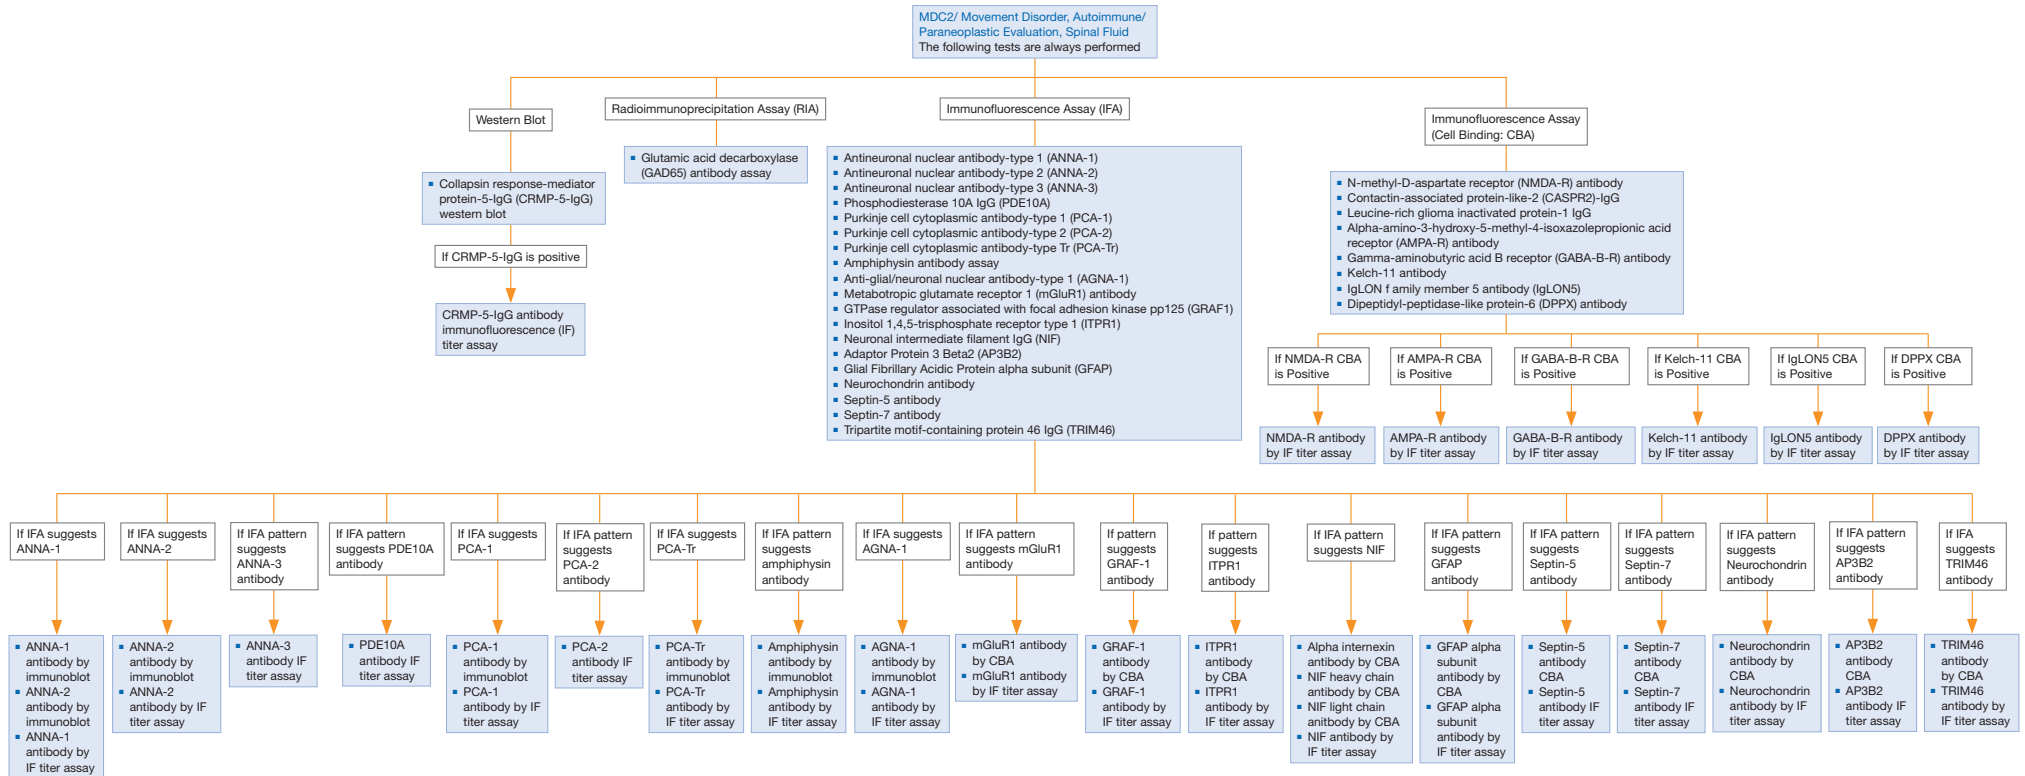 MDC2/ Movement Disorder, Autoimmune/
Paraneoplastic Evaluation, Spinal Fluid
The following tests are always performed
Western Blot
▪ Collapsin response-mediator
protein-5-IgG (CRMP-5-IgG)
western blot
If CRMP-5-IgG is positive
CRMP-5-IgG antibody
immunofluorescence (IF)
titer assay
Radioimmunoprecipitation Assay (RIA)
▪ Glutamic acid decarboxylase
(GAD65) antibody assay
Immunofluorescence Assay (IFA)
▪ Antineuronal nuclear antibody-type 1 (ANNA-1)
▪ Antineuronal nuclear antibody-type 2 (ANNA-2)
▪ Antineuronal nuclear antibody-type 3 (ANNA-3)
▪ Phosphodiesterase 10A IgG (PDE10A)
▪ Purkinje cell cytoplasmic antibody-type 1 (PCA-1)
▪ Purkinje cell cytoplasmic antibody-type 2 (PCA-2)
▪ Purkinje cell cytoplasmic antibody-type Tr (PCA-Tr)
▪ Amphiphysin antibody assay
▪ Anti-glial/neuronal nuclear antibody-type 1 (AGNA-1)
▪ Metabotropic glutamate receptor 1 (mGluR1) antibody
▪ GTPase regulator associated with focal adhesion kinase pp125 (GRAF1)
▪ Inositol 1,4,5-trisphosphate receptor type 1 (ITPR1)
▪ Neuronal intermediate filament IgG (NIF)
▪ Adaptor Protein 3 Beta2 (AP3B2)
▪ Glial Fibrillary Acidic Protein alpha subunit (GFAP)
▪ Neurochondrin antibody
▪ Septin-5 antibody
▪ Septin-7 antibody
▪ Tripartite motif-containing protein 46 IgG (TRIM46)
Immunofluorescence Assay
(Cell Binding: CBA)
▪ N-methyl-D-aspartate receptor (NMDA-R) antibody
▪ Contactin-associated protein-like-2 (CASPR2)-IgG
▪ Leucine-rich glioma inactivated protein-1 IgG
▪ Alpha-amino-3-hydroxy-5-methyl-4-isoxazolepropionic acid
receptor (AMPA-R) antibody
▪ Gamma-aminobutyric acid B receptor (GABA-B-R) antibody
▪ Kelch-11 antibody
▪ IgLON f amily member 5 antibody (IgLON5)
▪ Dipeptidyl-peptidase-like protein-6 (DPPX) antibody
If NMDA-R CBA
is Positive
NMDA-R antibody
by IF titer assay
If AMPA-R CBA
is Positive
AMPA-R antibody
by IF titer assay
If GABA-B-R CBA
is Positive
GABA-B-R antibody
by IF titer assay
If Kelch-11 CBA
is Positive
Kelch-11 antibody
by IF titer assay
If IgLON5 CBA
is Positive
IgLON5 antibody
by IF titer assay
If DPPX CBA
is Positive
DPPX antibody
by IF titer assay
If IFA suggests
ANNA-1
▪ ANNA-1
antibody by
immunoblot
▪ ANNA-2
antibody by
immunoblot
▪ ANNA-1
antibody by
IF titer assay
If IFA suggests
ANNA-2
▪ ANNA-2
antibody by
immunoblot
▪ ANNA-2
antibody by IF
titer assay
If IFA pattern
suggests
ANNA-3
antibody
▪ ANNA-3
antibody IF
titer assay
If IFA pattern
suggests PDE10A
antibody
▪ PDE10A
antibody IF
titer assay
If IFA suggests
PCA-1
▪ PCA-1
antibody by
immunoblot
▪ PCA-1
antibody by IF
titer assay
If IFA pattern
suggests
PCA-2
antibody
▪ PCA-2
antibody IF
titer assay
If IFA suggests
PCA-Tr
▪ PCA-Tr
antibody by
immunoblot
▪ PCA-Tr
antibody by
IF titer assay
If IFA pattern
suggests
amphiphysin
antibody
▪ Amphiphysin
antibody by
immunoblot
▪ Amphiphysin
antibody by
IF titer assay
If IFA suggests
AGNA-1
▪ AGNA-1
antibody by
immunoblot
▪ AGNA-1
antibody by
IF titer assay
If IFA pattern
suggests mGluR1
antibody
▪ mGluR1 antibody
by CBA
▪ mGluR1 antibody
by IF titer assay
If pattern
suggests
GRAF-1
antibody
▪ GRAF-1
antibody
by CBA
▪ GRAF-1
antibody by
IF titer assay
If pattern
suggests
ITPR1
antibody
▪ ITPR1
antibody
by CBA
▪ ITPR1
antibody by
IF titer assay
If IFA pattern
suggests NIF
▪ Alpha internexin
antibody by CBA
▪ NIF heavy chain
antibody by CBA
▪ NIF light chain
anitbody by CBA
▪ NIF antibody by
IF titer assay
If IFA pattern
suggests
GFAP
antibody
▪ GFAP alpha
subunit
antibody by
CBA
▪ GFAP alpha
subunit
antibody by
IF titer assay
If IFA pattern
suggests
Septin-5
antibody
▪ Septin-5
antibody
CBA
▪ Septin-5
antibody IF
titer assay
If IFA pattern
suggests
Septin-7
antibody
▪ Septin-7
antibody
CBA
▪ Septin-7
antibody IF
titer assay
If IFA pattern
suggests
Neurochondrin
antibody
▪ Neurochondrin
antibody by
CBA
▪ Neurochondrin
antibody by IF
titer assay
If IFA pattern
suggests
AP3B2
antibody
▪ AP3B2
antibody
CBA
▪ AP3B2
antibody IF
titer assay
If IFA
suggests
TRIM46
antibody
▪ TRIM46
antibody
by CBA
▪ TRIM46
antibody by
IF titer assay